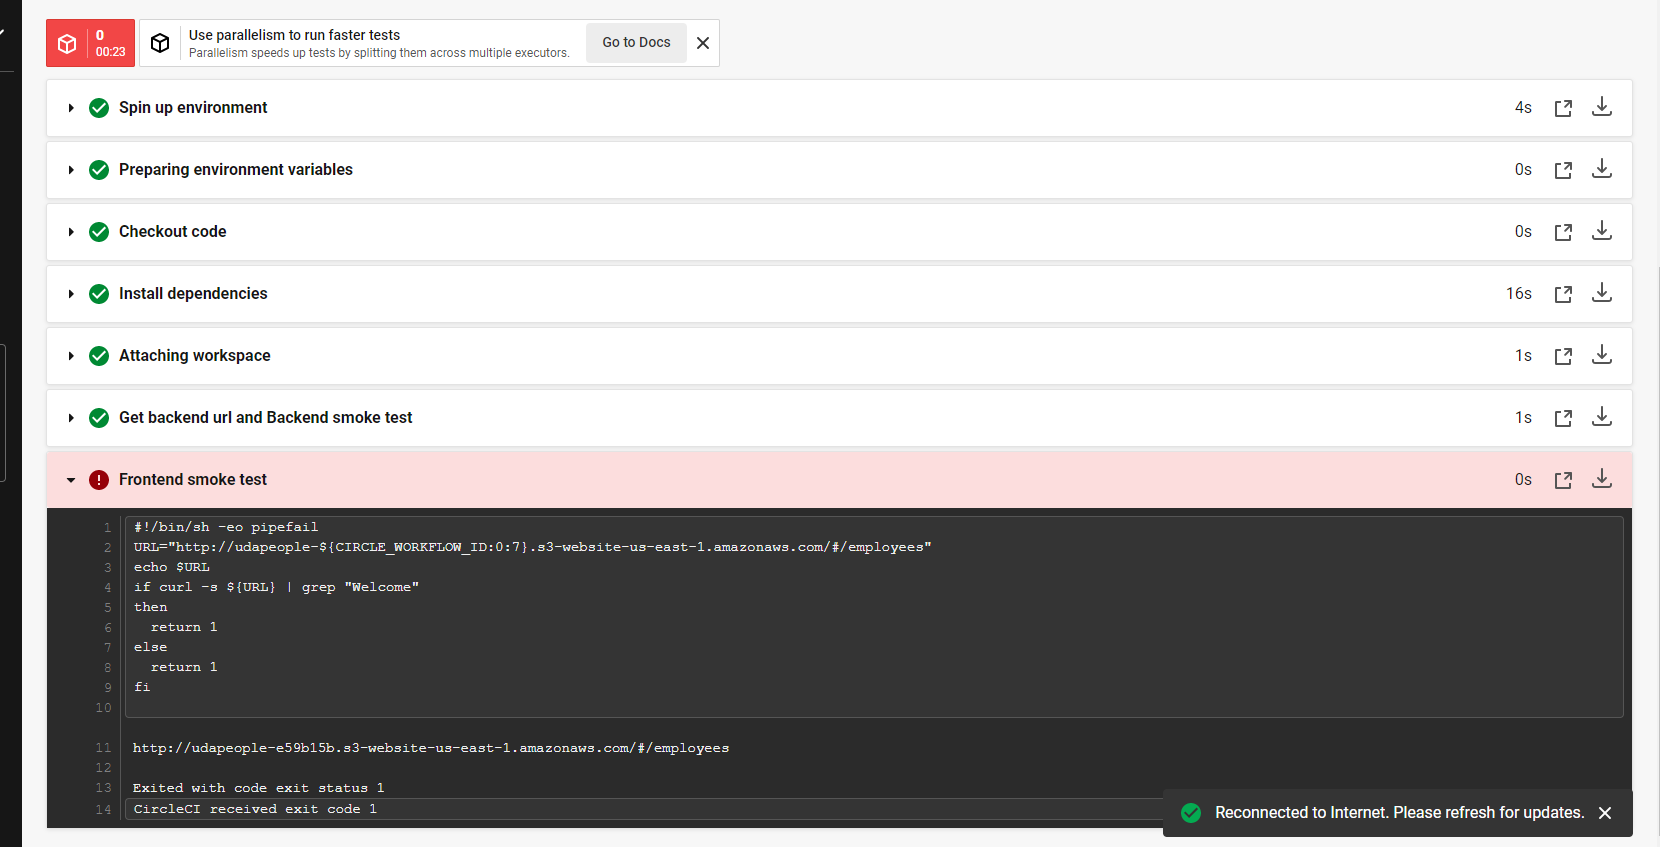 0
00:23
Use parallelism to run faster tests
Parallelism speeds up tests by splitting them across multiple executors.
Go to Docs
Spin up environment
4s
Preparing environment variables
0s
Checkout code
0s
Install dependencies
16s
Attaching workspace
1s
Get backend url and Backend smoke test
1s
Frontend smoke test
0s
1 #!/bin/sh -eo pipefail
2 URL="http://udapeople-${CIRCLE_WORKFLOW_ID:0:7}.s3-website-us-east-1.amazonaws.com/#/employees"
3 echo $URL
4 if curl -s ${URL} | grep "Welcome"
5 then
6   return 1
7 else
8   return 1
9 fi
10
11 http://udapeople-e59b15b.s3-website-us-east-1.amazonaws.com/#/employees
12
13 Exited with code exit status 1
14 CircleCI received exit code 1
Reconnected to Internet. Please refresh for updates.